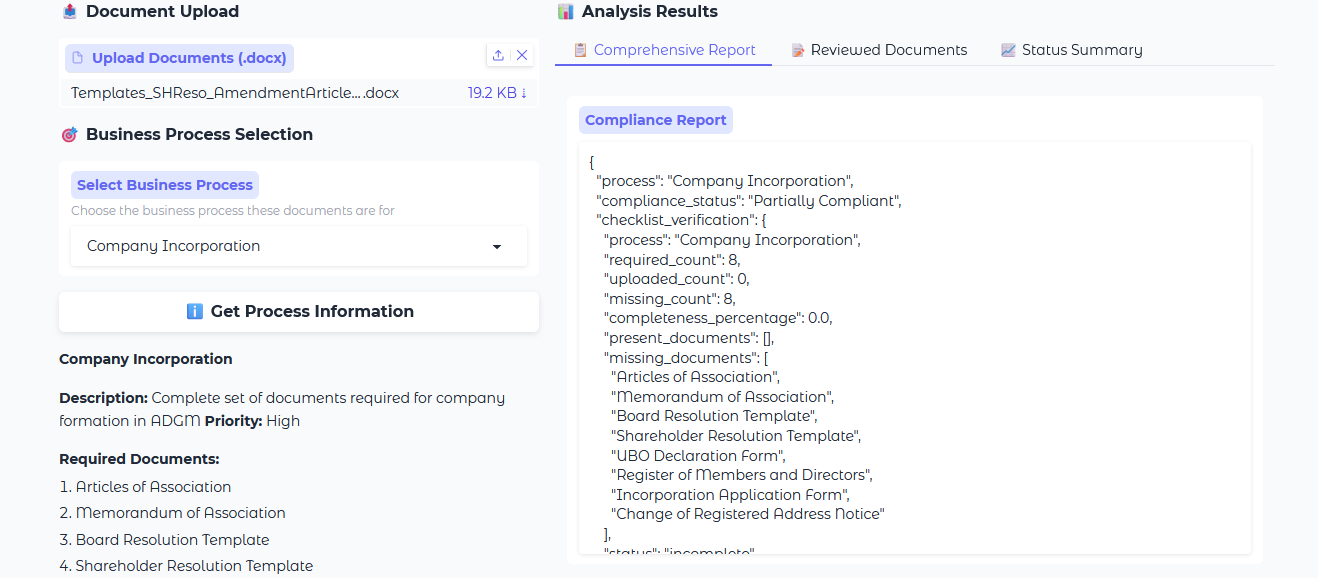 Document Upload
Upload Documents (.docx)
Templates_SHReso_AmendmentArticle....docx 19.2 KB ↓
Business Process Selection
Select Business Process
Choose the business process these documents are for
Company Incorporation
Get Process Information
Company Incorporation
Description: Complete set of documents required for company
formation in ADGM Priority: High
Required Documents:
1. Articles of Association
2. Memorandum of Association
3. Board Resolution Template
4. Shareholder Resolution Template
Analysis Results
Comprehensive Report Reviewed Documents Status Summary
Compliance Report
{
"process": "Company Incorporation",
"compliance_status": "Partially Compliant",
"checklist_verification": {
"process": "Company Incorporation",
"required_count": 8,
"uploaded_count": 0,
"missing_count": 8,
"completeness_percentage": 0.0,
"present_documents": [],
"missing_documents": [
"Articles of Association",
"Memorandum of Association",
"Board Resolution Template",
"Shareholder Resolution Template",
"UBO Declaration Form",
"Register of Members and Directors",
"Incorporation Application Form",
"Change of Registered Address Notice"
],
"status": "incomplete"